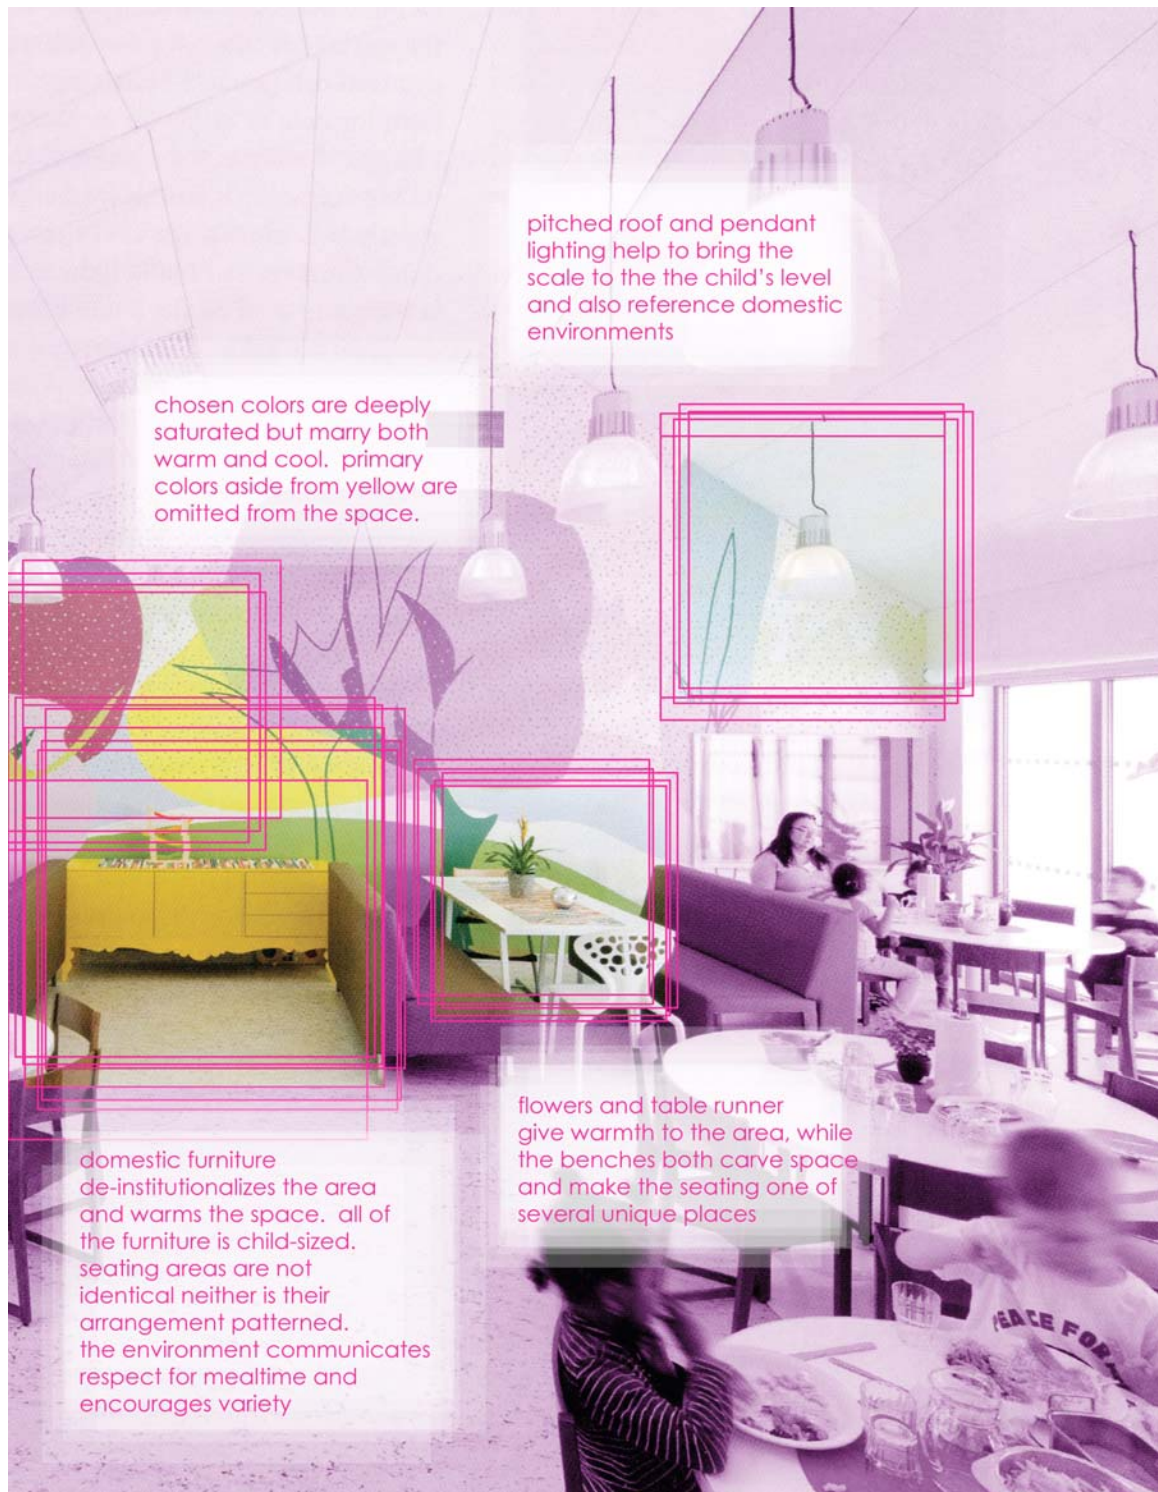 pitched roof and pendant
lighting help to bring the
scale to the the child's level
and also reference domestic
environments
chosen colors are deeply
saturated but marry both
warm and cool.  primary
colors aside from yellow are
omitted from the space.
flowers and table runner
give warmth to the area, while
the benches both carve space
and make the seating one of
several unique places
domestic furniture
de-institutionalizes the area
and warms the space.  all of
the furniture is child-sized.
seating areas are not
identical neither is their
arrangement patterned.
the environment communicates
respect for mealtime and
encourages variety
PEACE FOR